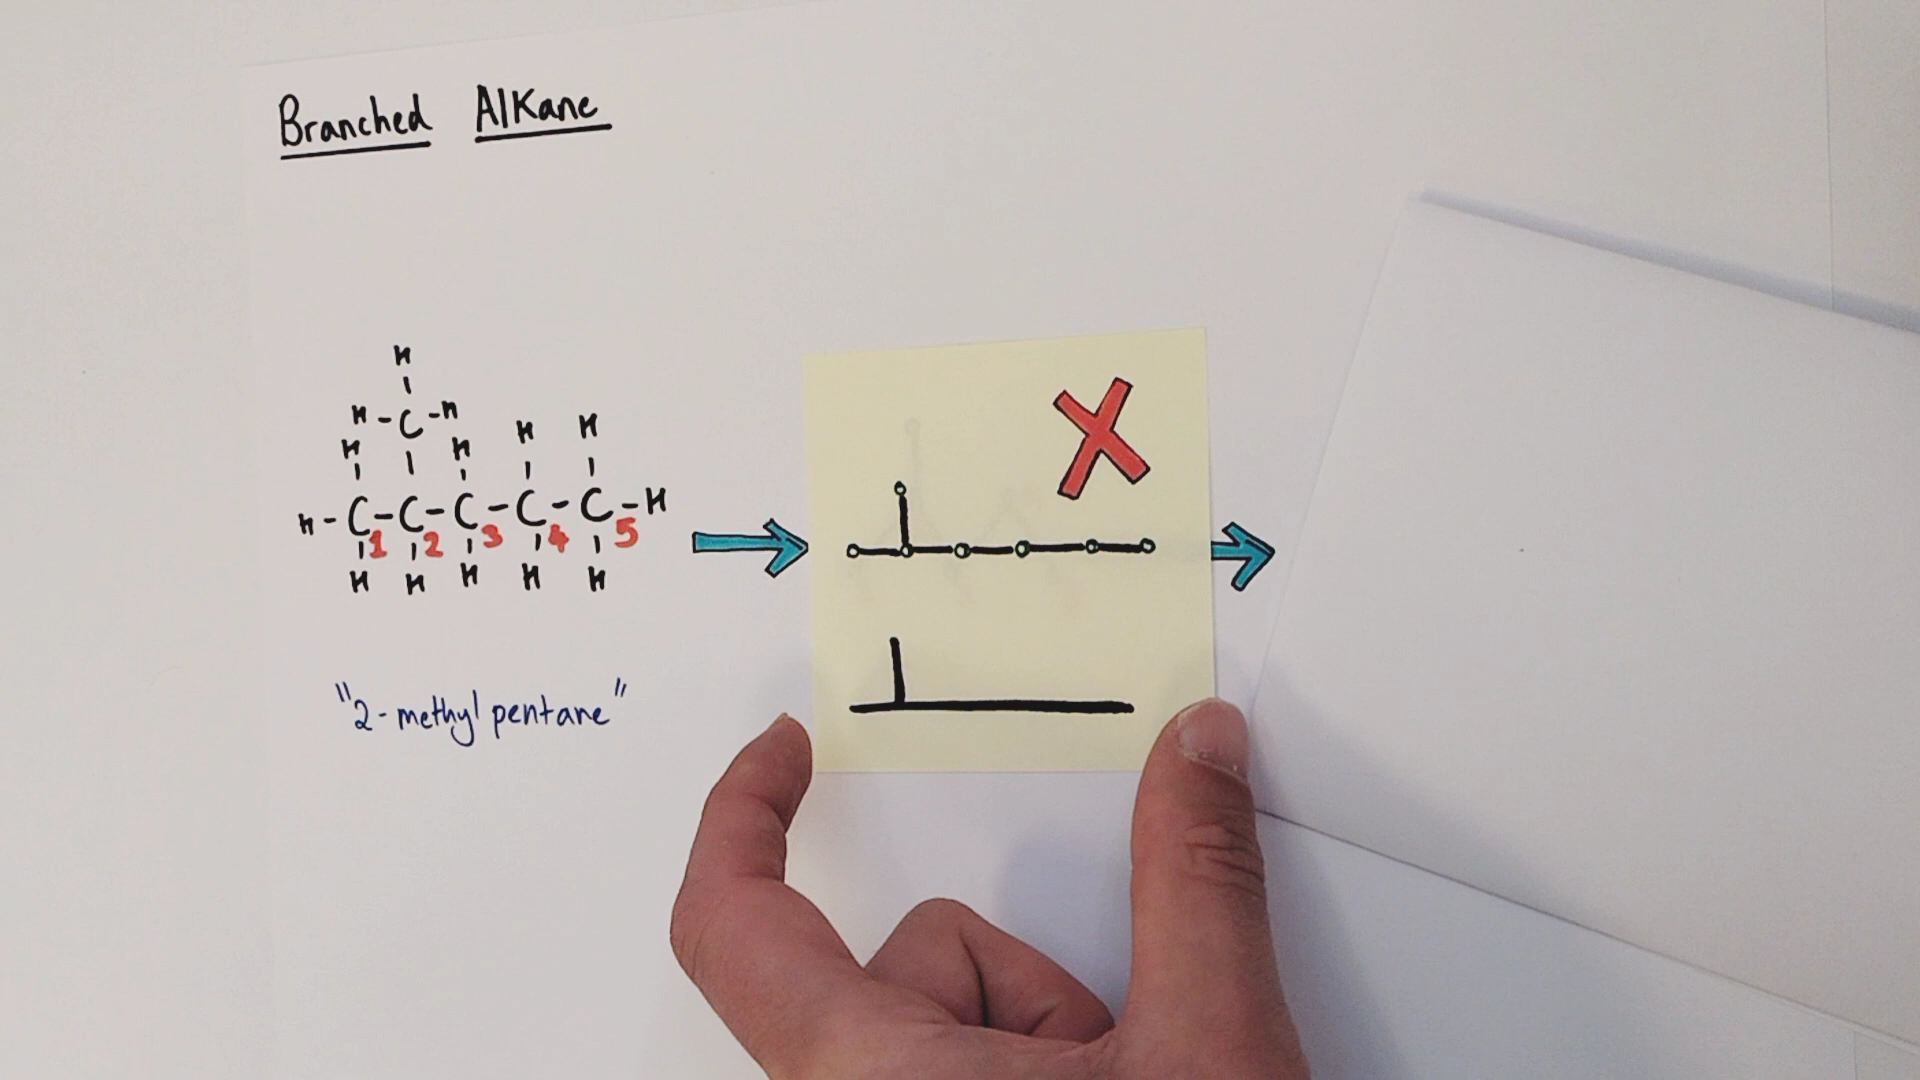 Branched Alkane
H
H-C-H
H H H H
H-C-C-C-C-C-H
1 2 3 4 5
H H H H H
"2-methyl pentane"